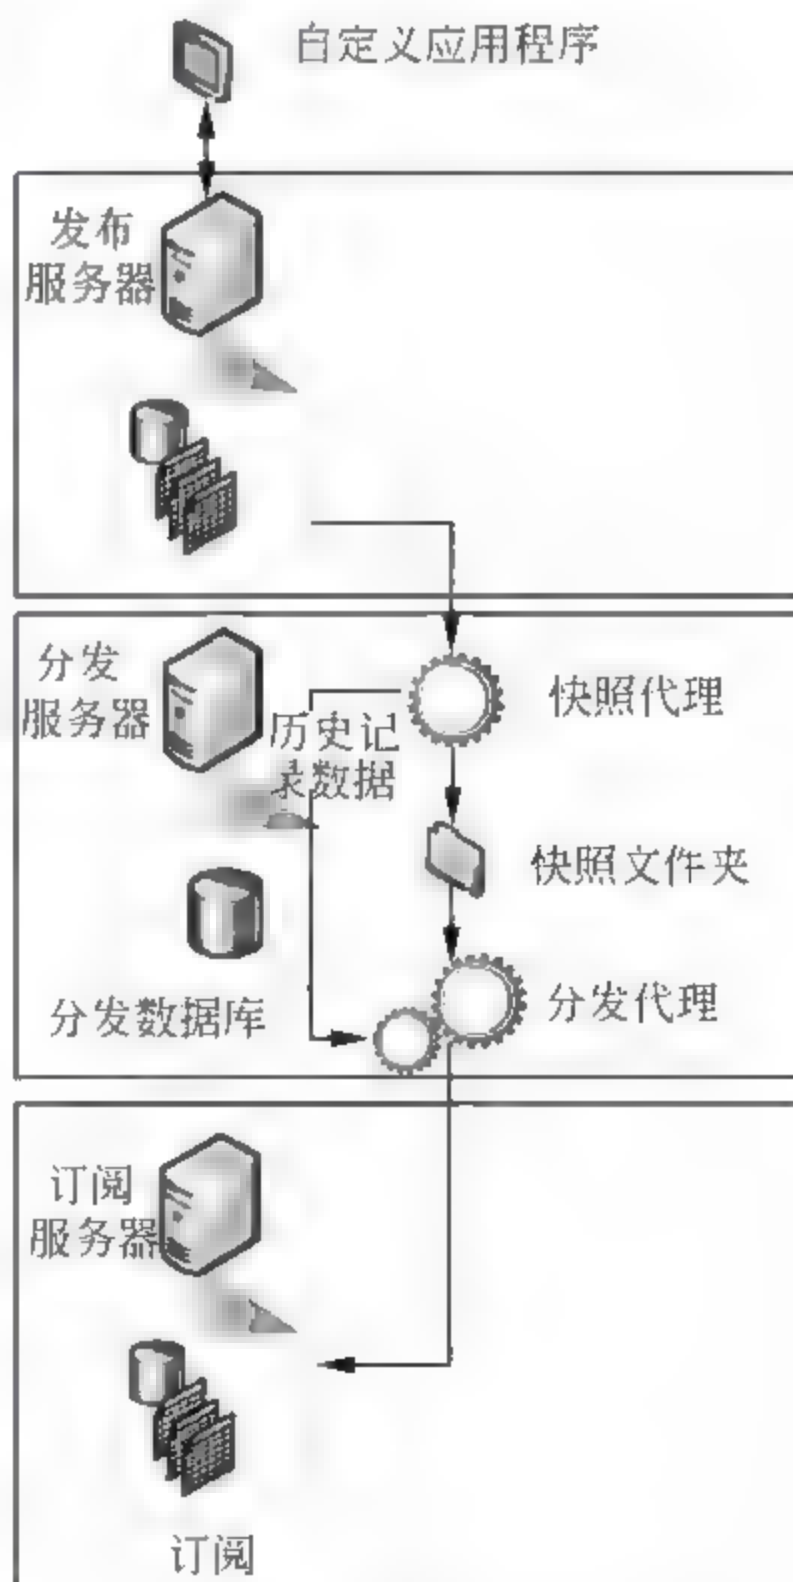 自定义应用程序
发布
服务器
分发
服务器
快照代理
历史记
录数据
快照文件夹
分发代理
分发数据库
订阅
服务器
订阅